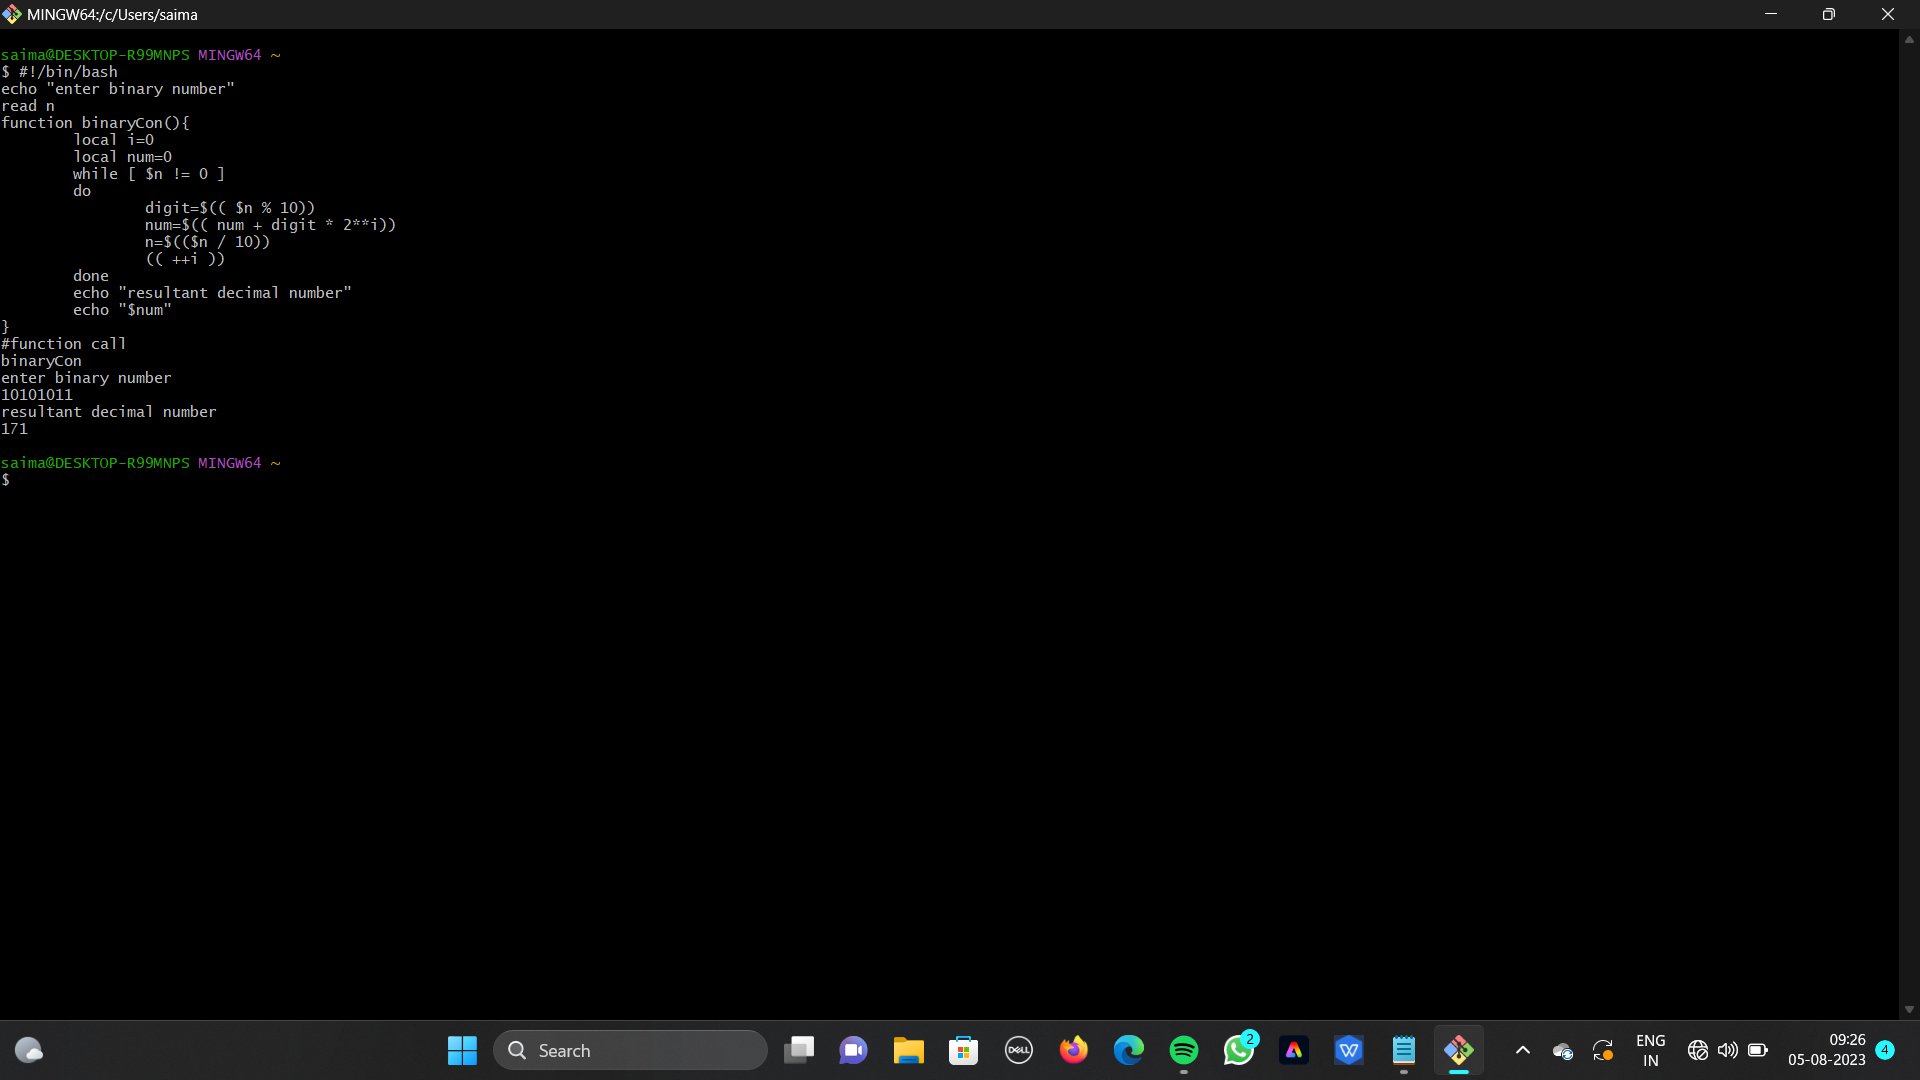 MINGW64:/c/Users/saima
saima@DESKTOP-R99MNPS MINGW64 ~
$ #!/bin/bash
echo "enter binary number"
read n
function binaryCon(){
        local i=0
        local num=0
        while [ $n != 0 ]
        do
                digit=$(( $n % 10))
                num=$(( num + digit * 2**i))
                n=$(($n / 10))
                (( ++i ))
        done
        echo "resultant decimal number"
        echo "$num"
}
#function call
binaryCon
enter binary number
10101011
resultant decimal number
171
saima@DESKTOP-R99MNPS MINGW64 ~
$
Search
DELL
2
W
ENG
IN
09:26
05-08-2023
4